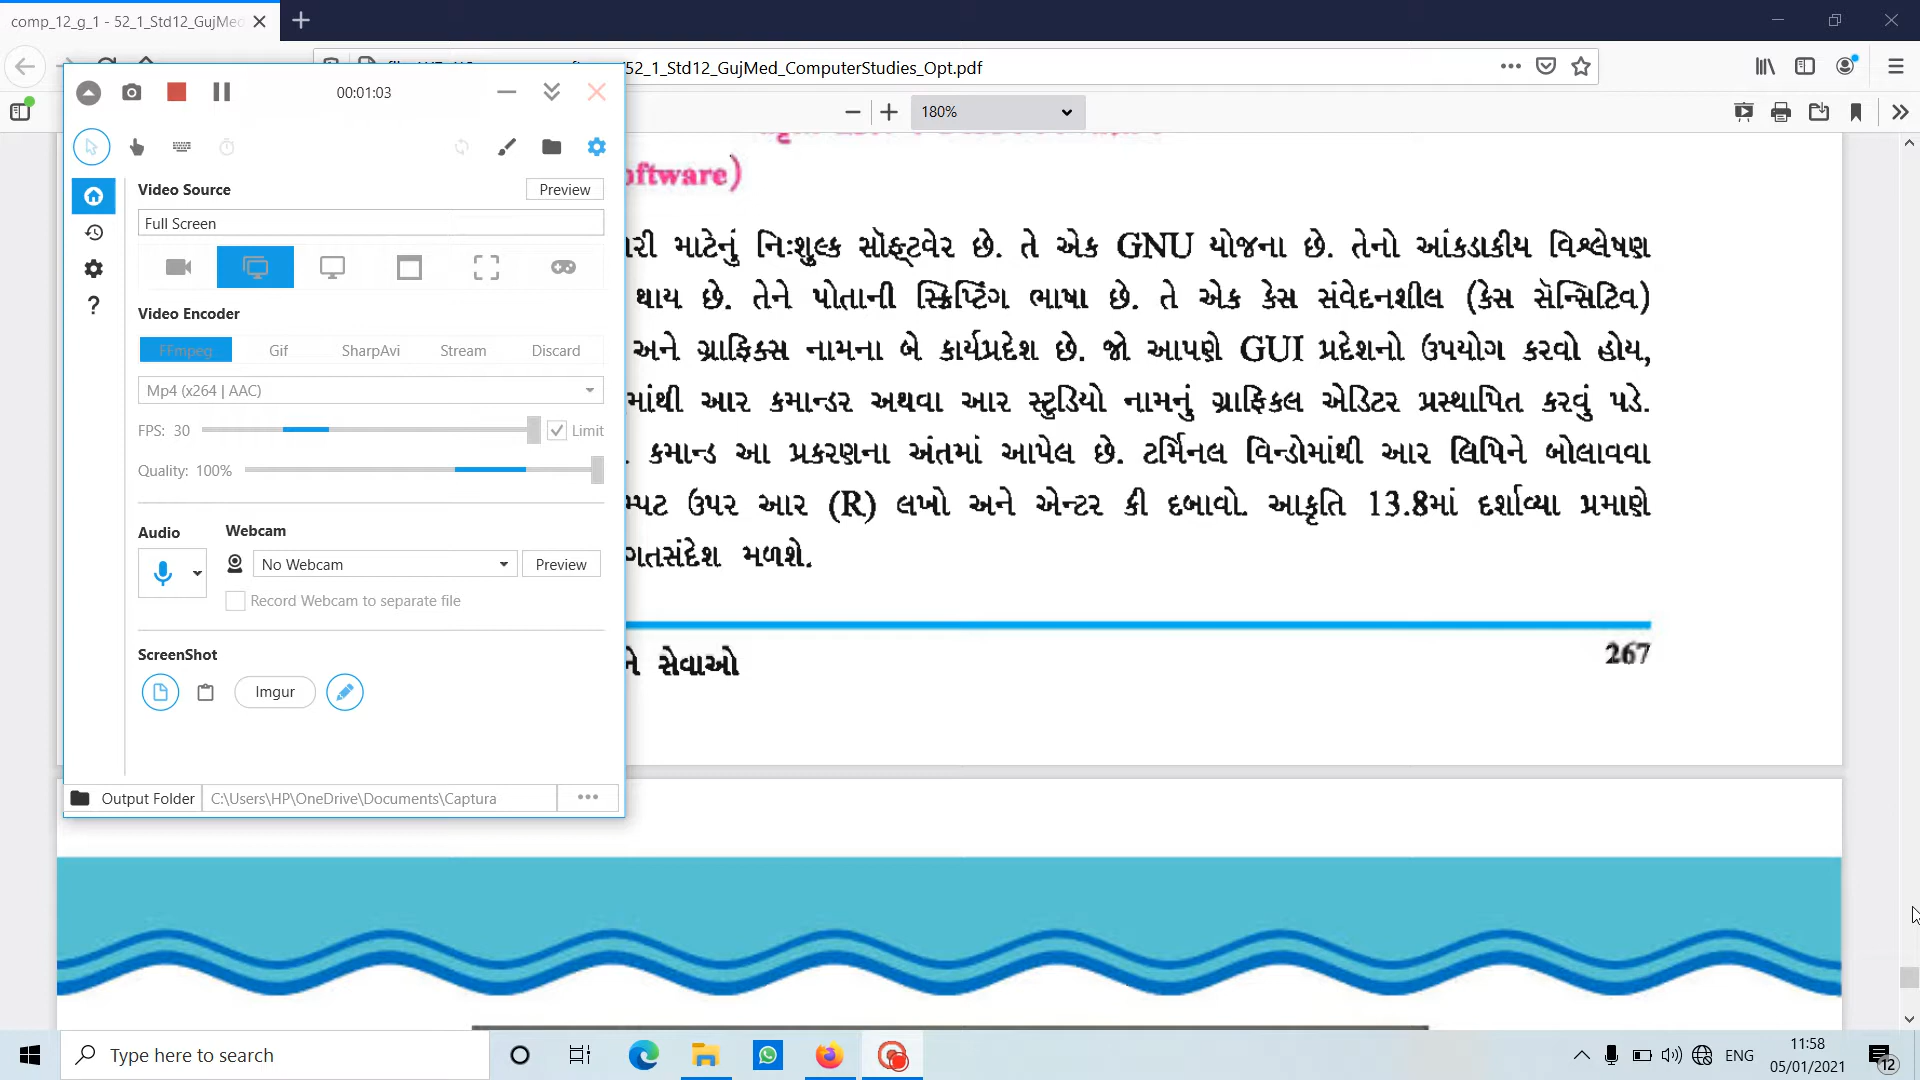 comp_12_g_1 - 52_1_Std12_GujMed
52_1_Std12_GujMed_ComputerStudies_Opt.pdf
00:01:03
180%
Video Source
Preview
Full Screen
Video Encoder
FFmpeg Gif SharpAvi Stream Discard
Mp4 (x264 | AAC)
FPS: 30 Limit
Quality: 100%
Audio
Webcam
No Webcam Preview
Record Webcam to separate file
ScreenShot
Imgur
Output Folder C:\Users\HP\OneDrive\Documents\Captura
oftware)
ારી માટેનું નિઃશુલ્ક સૉફ્ટવેર છે. તે એક GNU યોજના છે. તેનો આંકડાકીય વિશ્લેષણ
થાય છે. તેને પોતાની સ્ક્રિપ્ટિંગ ભાષા છે. તે એક કેસ સંવેદનશીલ (કેસ સૅન્સિટિવ)
અને ગ્રાફિક્સ નામના બે કાર્યપ્રદેશ છે. જો આપણે GUI પ્રદેશનો ઉપયોગ કરવો હોય,
માંથી આર કમાન્ડર અથવા આર સ્ટુડિયો નામનું ગ્રાફિકલ એડિટર પ્રસ્થાપિત કરવું પડે.
કમાન્ડ આ પ્રકરણના અંતમાં આપેલ છે. ટર્મિનલ વિન્ડોમાંથી આર લિપિને બોલાવવા
મ્પટ ઉપર આર (R) લખો અને એન્ટર કી દબાવો. આકૃતિ 13.8માં દર્શાવ્યા પ્રમાણે
ગતસંદેશ મળશે.
ને સેવાઓ
267
Type here to search
ENG
11:58
05/01/2021
12